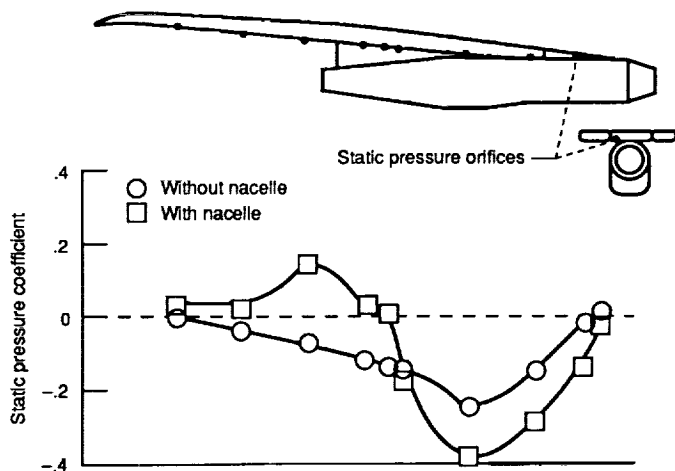 Static pressure orifices
.4
Without nacelle
With nacelle
.2
0
-.2
-.4
Static pressure coefficient